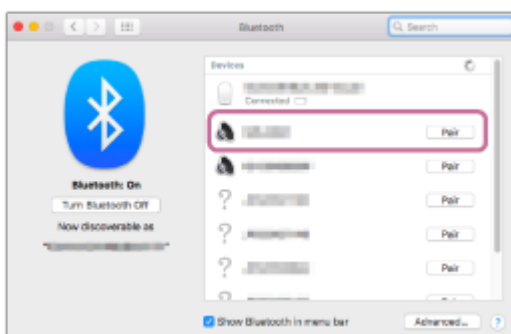 Bluetooth
Search
Devices
Connected
Pair
Pair
Bluetooth: On
Turn Bluetooth Off
Pair
Now discoverable as
Pair
Pair
Show Bluetooth in menu bar
Advanced...
?